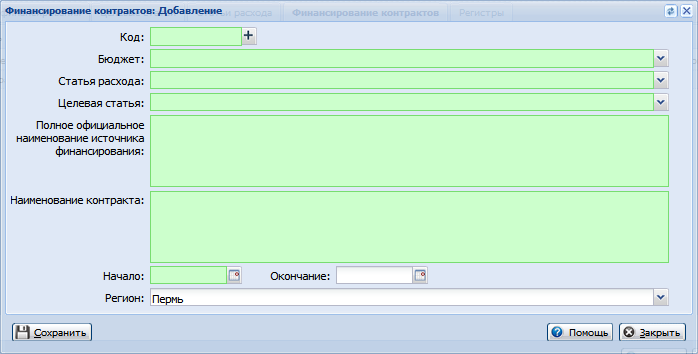 Финансирование контрактов: Добавление
расхода Финансирование контрактов Регистры
Код:
Бюджет:
Статья расхода:
Целевая статья:
Полное официальное
наименование источника
финансирования:
Наименование контракта:
Начало: Окончание:
Регион: Пермь
Сохранить Помощь Закрыть